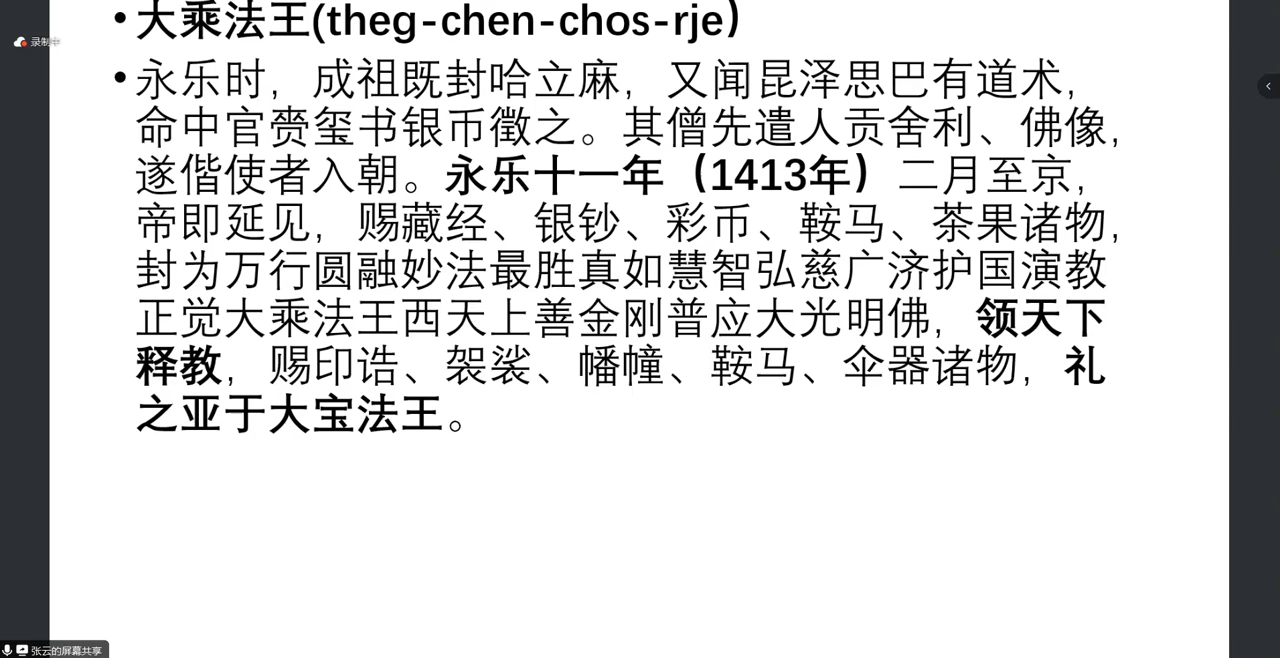 • 大乘法王(theg-chen-chos-rje）
录制中
• 永乐时，成祖既封哈立麻，又闻昆泽思巴有道术，
命中官赍玺书银币徵之。其僧先遣人贡舍利、佛像，
遂偕使者入朝。永乐十一年（1413年）二月至京，
帝即延见，赐藏经、银钞、彩币、鞍马、茶果诸物，
封为万行圆融妙法最胜真如慧智弘慈广济护国演教
正觉大乘法王西天上善金刚普应大光明佛，领天下
释教，赐印诰、袈裟、幡幢、鞍马、伞器诸物，礼
之亚于大宝法王。
张云的屏幕共享